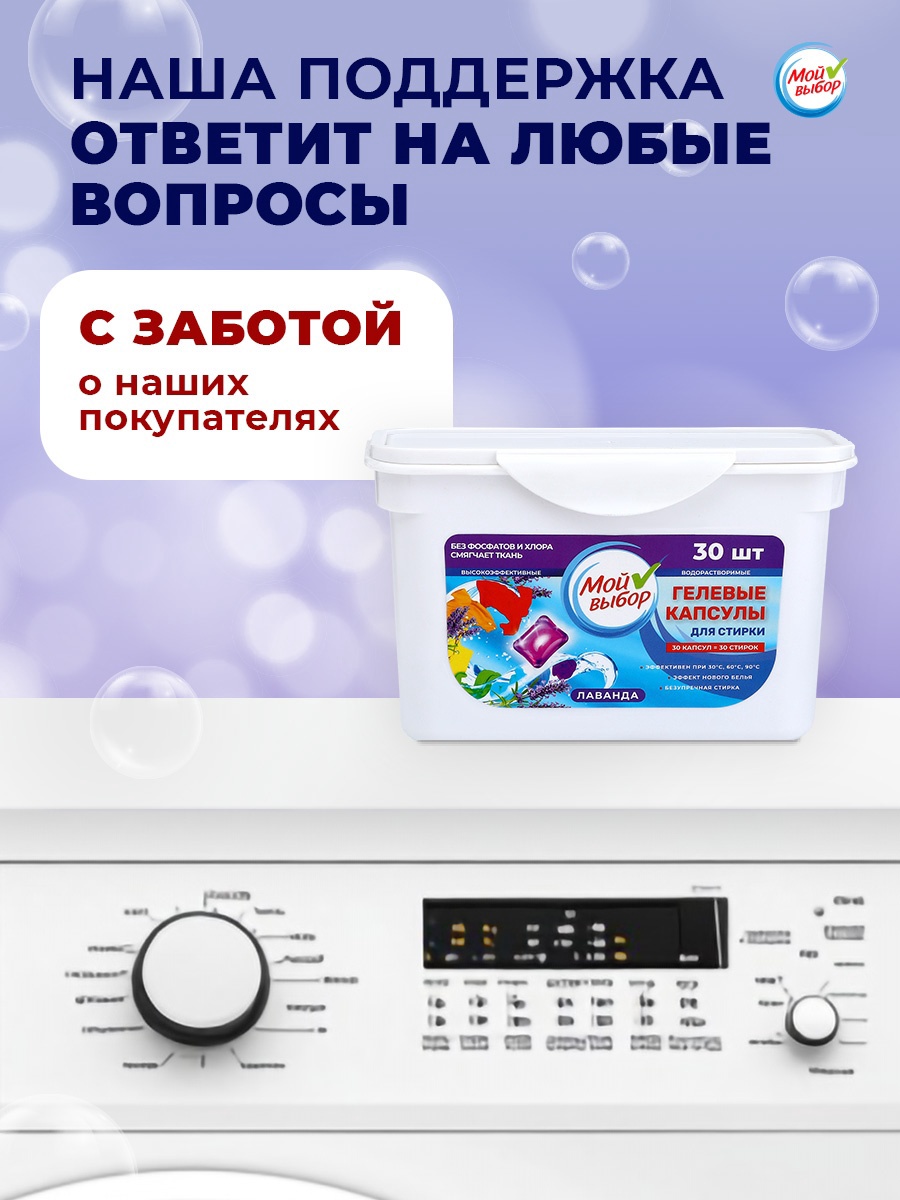 НАША ПОДДЕРЖКА
ОТВЕТИТ НА ЛЮБЫЕ
ВОПРОСЫ
Мой
выбор
С ЗАБОТОЙ
о наших
покупателях
БЕЗ ФОСФАТОВ И ХЛОРА
СМЯГЧАЕТ ТКАНЬ
30 шт
ВЫСОКОЭФФЕКТИВНЫЕ
ВОДОРАСТВОРИМЫЕ
Мой
выбор
ГЕЛЕВЫЕ
КАПСУЛЫ
ДЛЯ СТИРКИ
30 КАПСУЛ = 30 СТИРОК
• ЭФФЕКТИВЕН ПРИ 30°C, 60°C, 90°C
• ЭФФЕКТ НОВОГО БЕЛЬЯ
• БЕЗУПРЕЧНАЯ СТИРКА
ЛАВАНДА